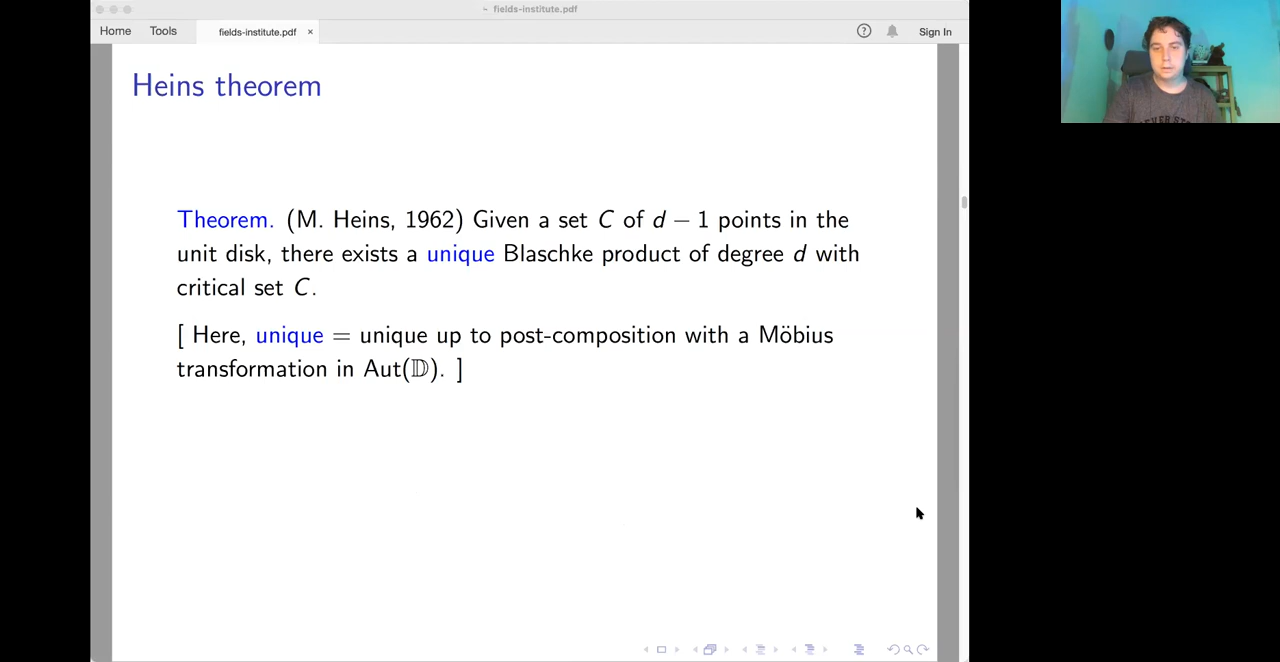 fields-institute.pdf
Home Tools fields-institute.pdf × ? Sign In
Heins theorem
Theorem. (M. Heins, 1962) Given a set C of d − 1 points in the
unit disk, there exists a unique Blaschke product of degree d with
critical set C.
[ Here, unique = unique up to post-composition with a Möbius
transformation in Aut(𝔻). ]